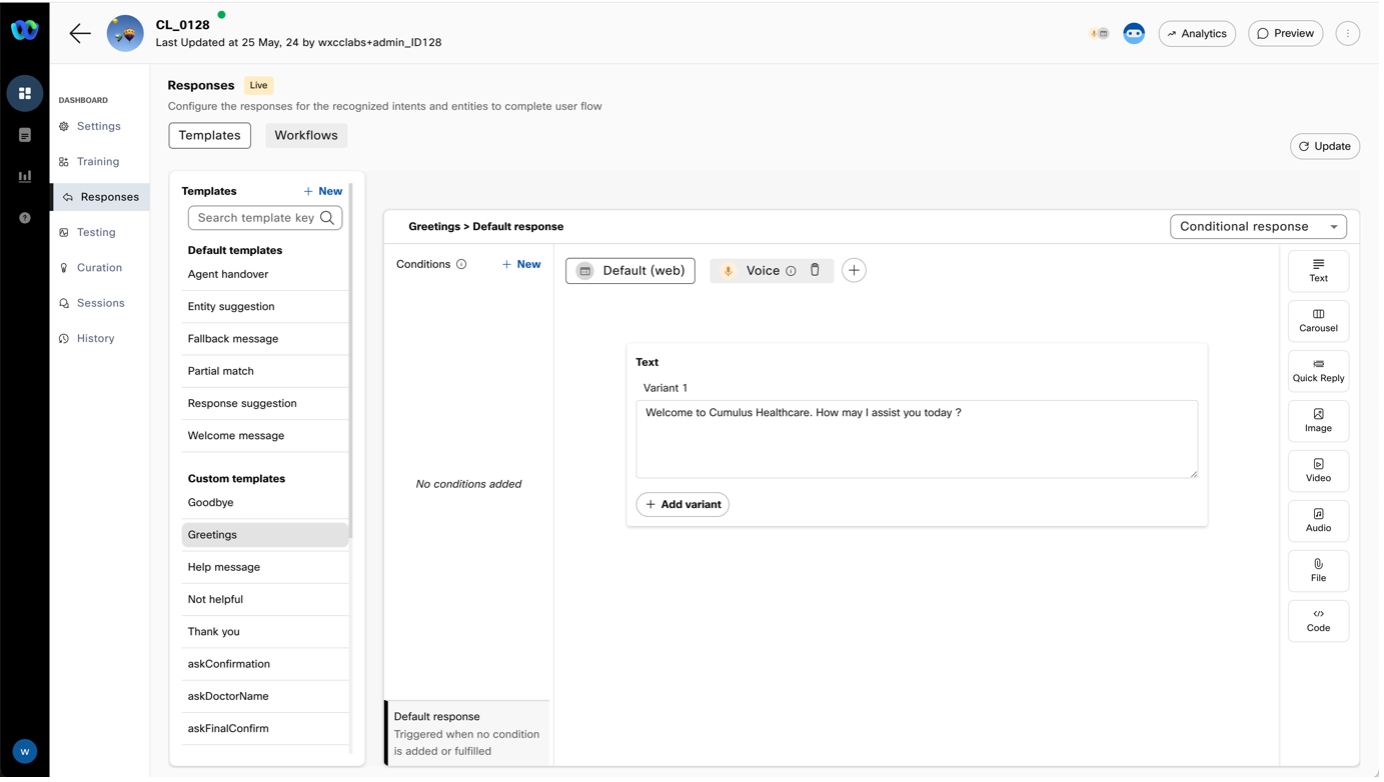 CL_0128
Last Updated at 25 May, 24 by wxcclabs+admin_ID128
Analytics
Preview
DASHBOARD
Settings
Training
Responses
Testing
Curation
Sessions
History
Responses Live
Configure the responses for the recognized intents and entities to complete user flow
Templates Workflows
Update
Templates + New
Search template key
Default templates
Agent handover
Entity suggestion
Fallback message
Partial match
Response suggestion
Welcome message
Custom templates
Goodbye
Greetings
Help message
Not helpful
Thank you
askConfirmation
askDoctorName
askFinalConfirm
Greetings > Default response
Conditional response
Conditions + New
No conditions added
Default response
Triggered when no condition
is added or fulfilled
Default (web) Voice
Text
Variant 1
Welcome to Cumulus Healthcare. How may I assist you today ?
+ Add variant
Text
Carousel
Quick Reply
Image
Video
Audio
File
Code
W